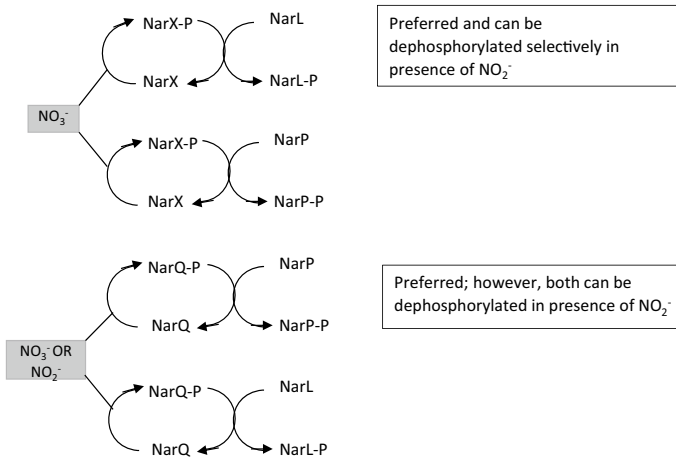 NarX-P
NarL
NarX
NarL-P
Preferred and can be
dephosphorylated selectively in
presence of NO₂⁻
NO₃⁻
NarX-P
NarP
NarX
NarP-P
NarQ-P
NarP
NarQ
NarP-P
Preferred; however, both can be
dephosphorylated in presence of NO₂⁻
NO₃⁻ OR
NO₂⁻
NarQ-P
NarL
NarQ
NarL-P